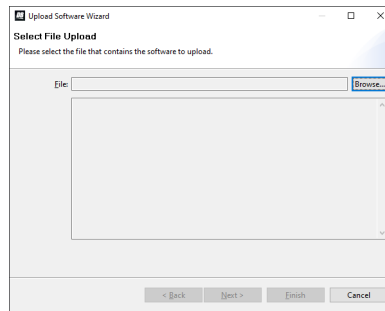 Upload Software Wizard
Select File Upload
Please select the file that contains the software to upload.
File:
Browse...
< Back
Next >
Finish
Cancel